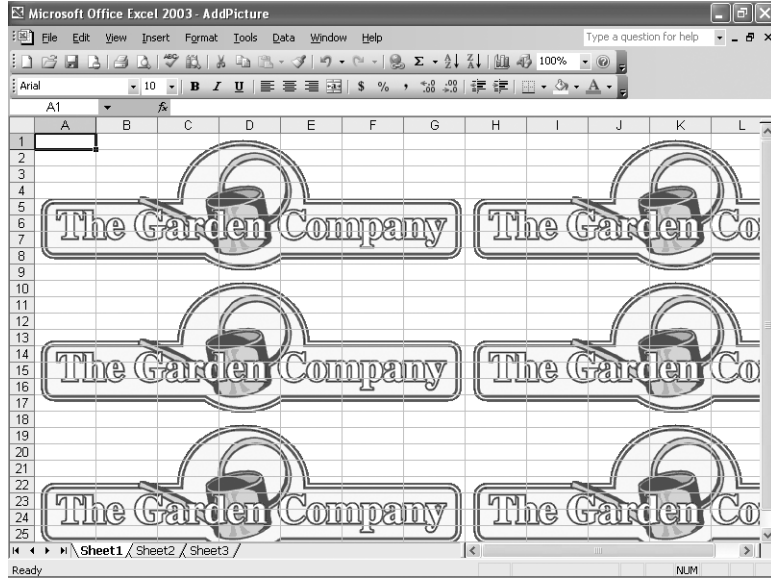 Microsoft Office Excel 2003 - AddPicture
File Edit View Insert Format Tools Data Window Help Type a question for help
100%
Arial 10 B I U $ % ,
A1 fx
A B C D E F G H I J K L
1
2
3
4
5
6
7
8
9
10
11
12
13
14
15
16
17
18
19
20
21
22
23
24
25
The Garden Company The Garden Co
The Garden Company The Garden Co
The Garden Company The Garden Co
Sheet1 Sheet2 Sheet3
Ready NUM